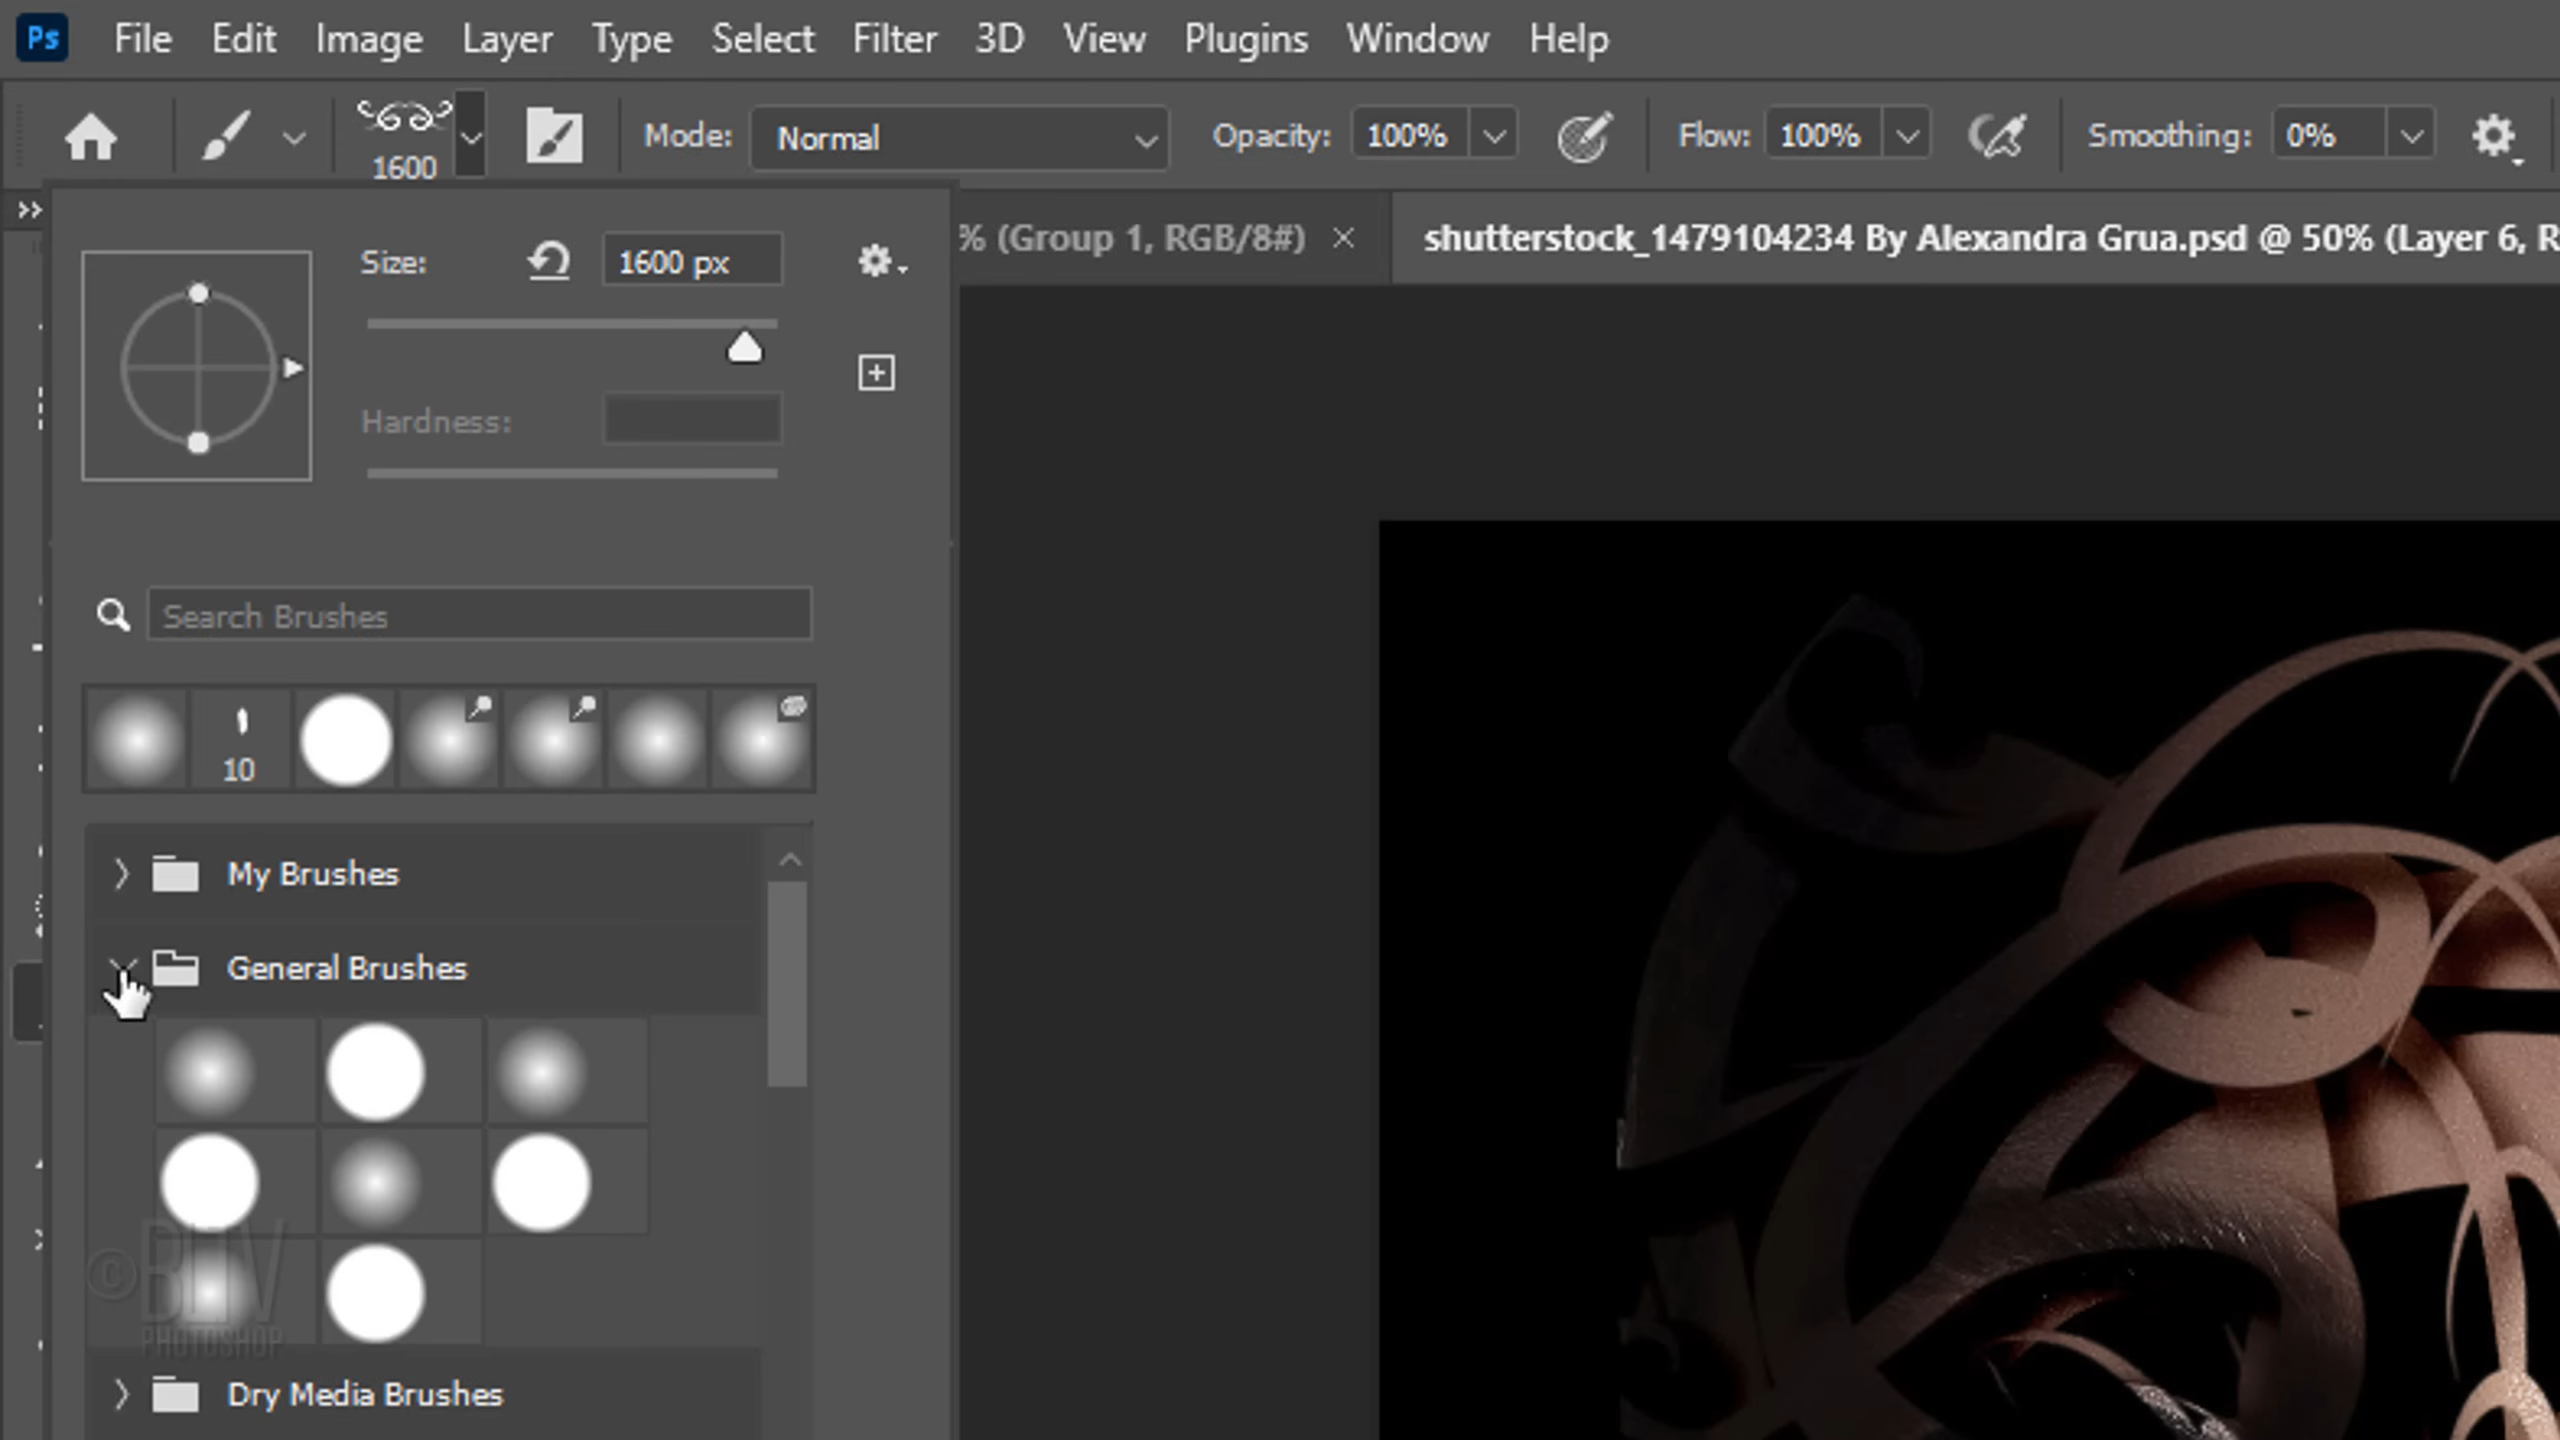 Ps File Edit Image Layer Type Select Filter 3D View Plugins Window Help
1600 Mode: Normal Opacity: 100% Flow: 100% Smoothing: 0%
% (Group 1, RGB/8#) × shutterstock_1479104234 By Alexandra Grua.psd @ 50% (Layer 6, R
Size: 1600 px
Hardness:
Search Brushes
10
My Brushes
General Brushes
©BLTV
PHOTOSHOP
Dry Media Brushes